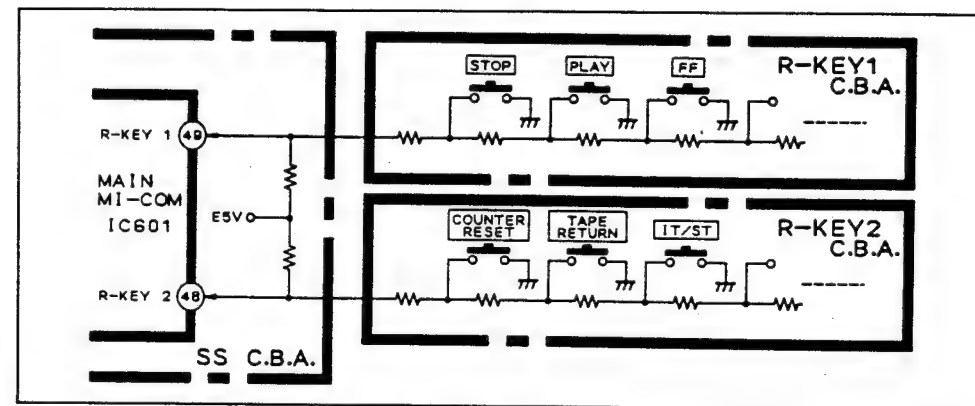 STOP
PLAY
FF
R-KEY1
C.B.A.
R-KEY 1
49
MAIN
MI-COM
IC601
E5V
COUNTER
RESET
TAPE
RETURN
IT/ST
R-KEY2
C.B.A.
R-KEY 2
48
SS C.B.A.